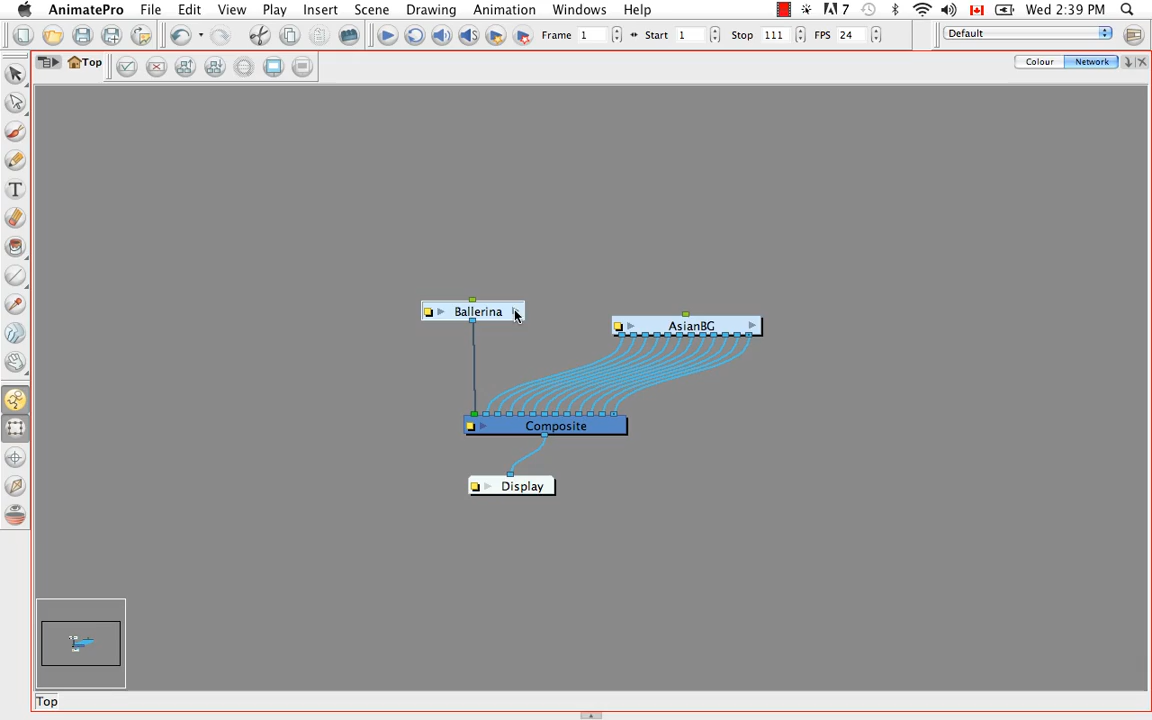 AnimatePro File Edit View Play Insert Scene Drawing Animation Windows Help 7 Wed 2:39 PM
Frame 1 Start 1 Stop 111 FPS 24 Default
Top Colour Network
T
Ballerina
AsianBG
Composite
Display
Top